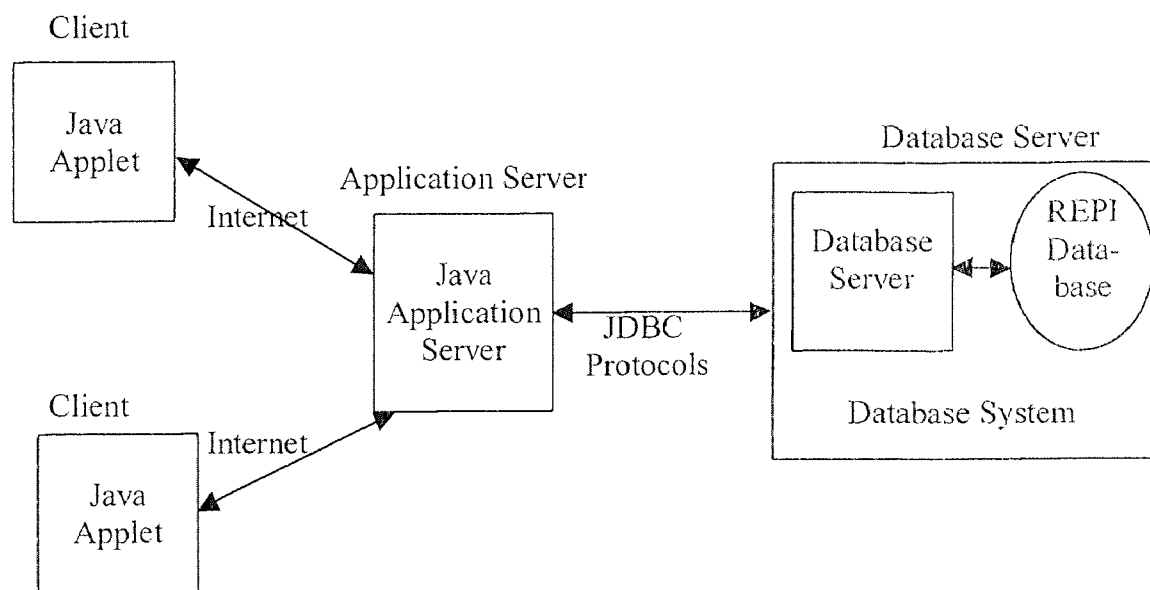 Client
Java
Applet
Internet
Application Server
Java
Application
Server
JDBC
Protocols
Database Server
Database
Server
REPI
Data-
base
Database System
Client
Internet
Java
Applet